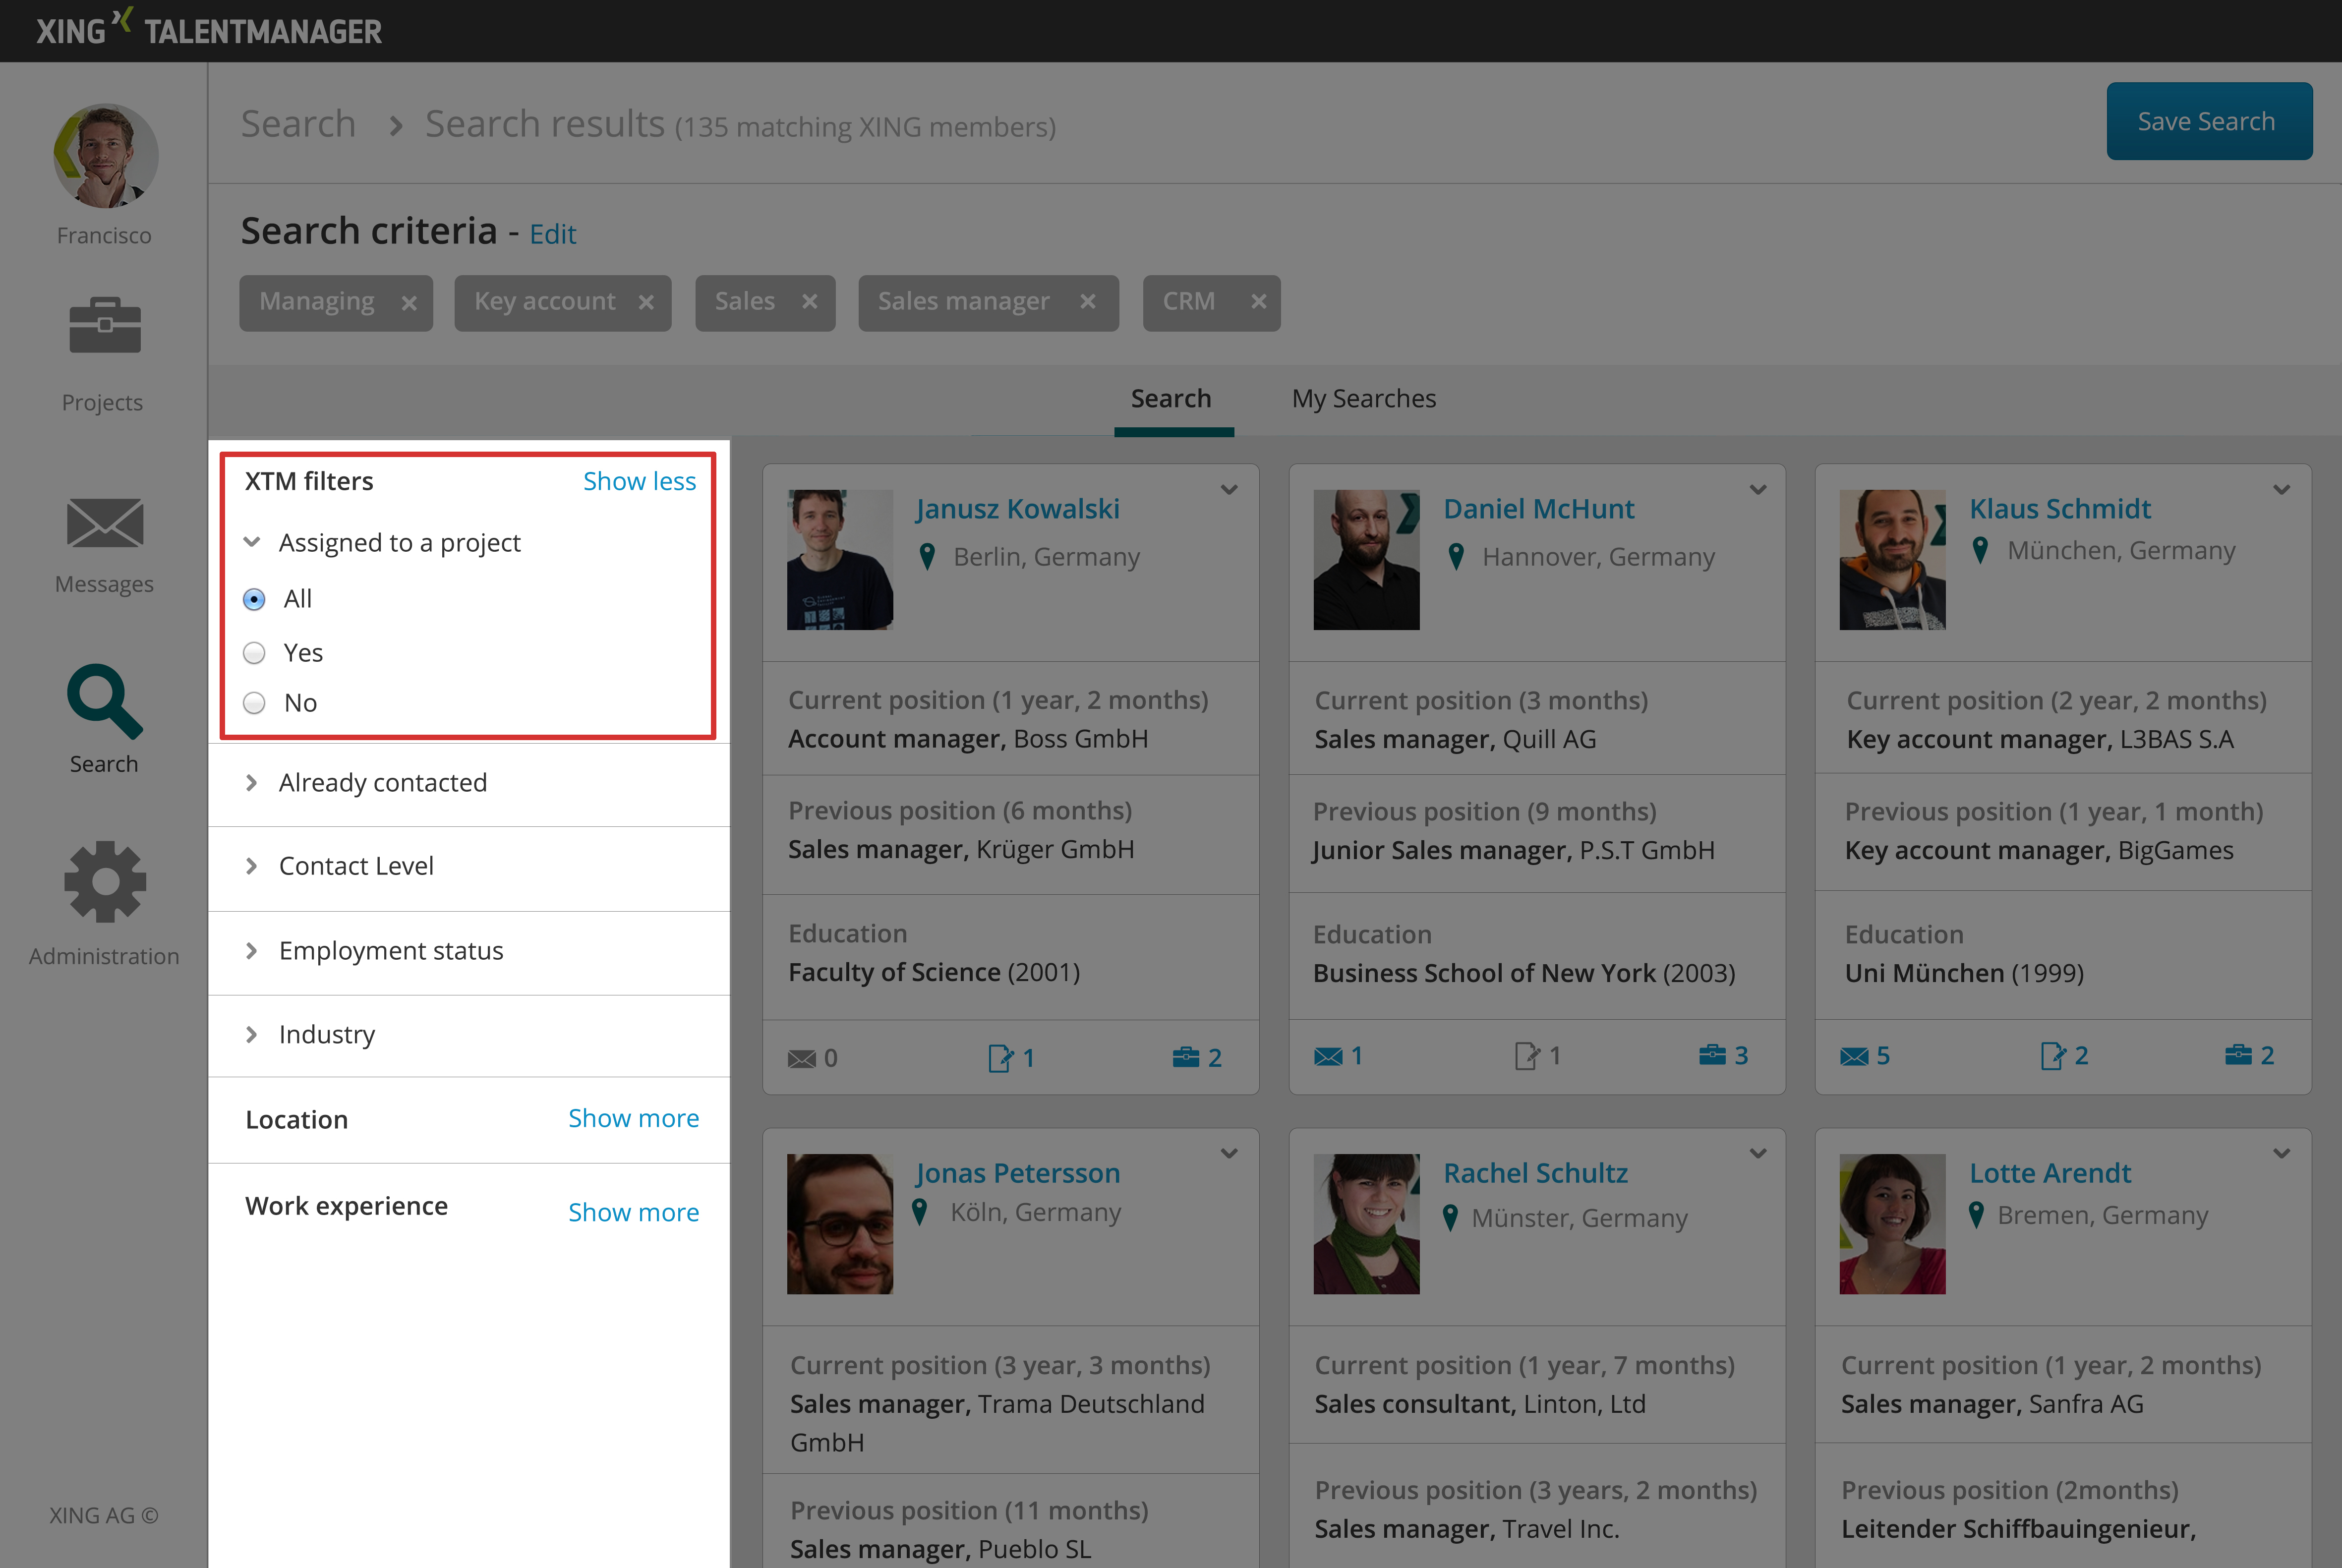 XING TALENTMANAGER
Francisco
Projects
Messages
Search
Administration
XING AG ©
Search > Search results (135 matching XING members)
Save Search
Search criteria - Edit
Managing ×
Key account ×
Sales ×
Sales manager ×
CRM ×
Search
My Searches
XTM filters
Show less
Assigned to a project
All
Yes
No
Already contacted
Contact Level
Employment status
Industry
Location
Show more
Work experience
Show more
Janusz Kowalski
Berlin, Germany
Current position (1 year, 2 months)
Account manager, Boss GmbH
Previous position (6 months)
Sales manager, Krüger GmbH
Education
Faculty of Science (2001)
0
1
2
Daniel McHunt
Hannover, Germany
Current position (3 months)
Sales manager, Quill AG
Previous position (9 months)
Junior Sales manager, P.S.T GmbH
Education
Business School of New York (2003)
1
1
3
Klaus Schmidt
München, Germany
Current position (2 year, 2 months)
Key account manager, L3BAS S.A
Previous position (1 year, 1 month)
Key account manager, BigGames
Education
Uni München (1999)
5
2
2
Jonas Petersson
Köln, Germany
Current position (3 year, 3 months)
Sales manager, Trama Deutschland
GmbH
Previous position (11 months)
Sales manager, Pueblo SL
Rachel Schultz
Münster, Germany
Current position (1 year, 7 months)
Sales consultant, Linton, Ltd
Previous position (3 years, 2 months)
Sales manager, Travel Inc.
Lotte Arendt
Bremen, Germany
Current position (1 year, 2 months)
Sales manager, Sanfra AG
Previous position (2months)
Leitender Schiffbauingenieur,